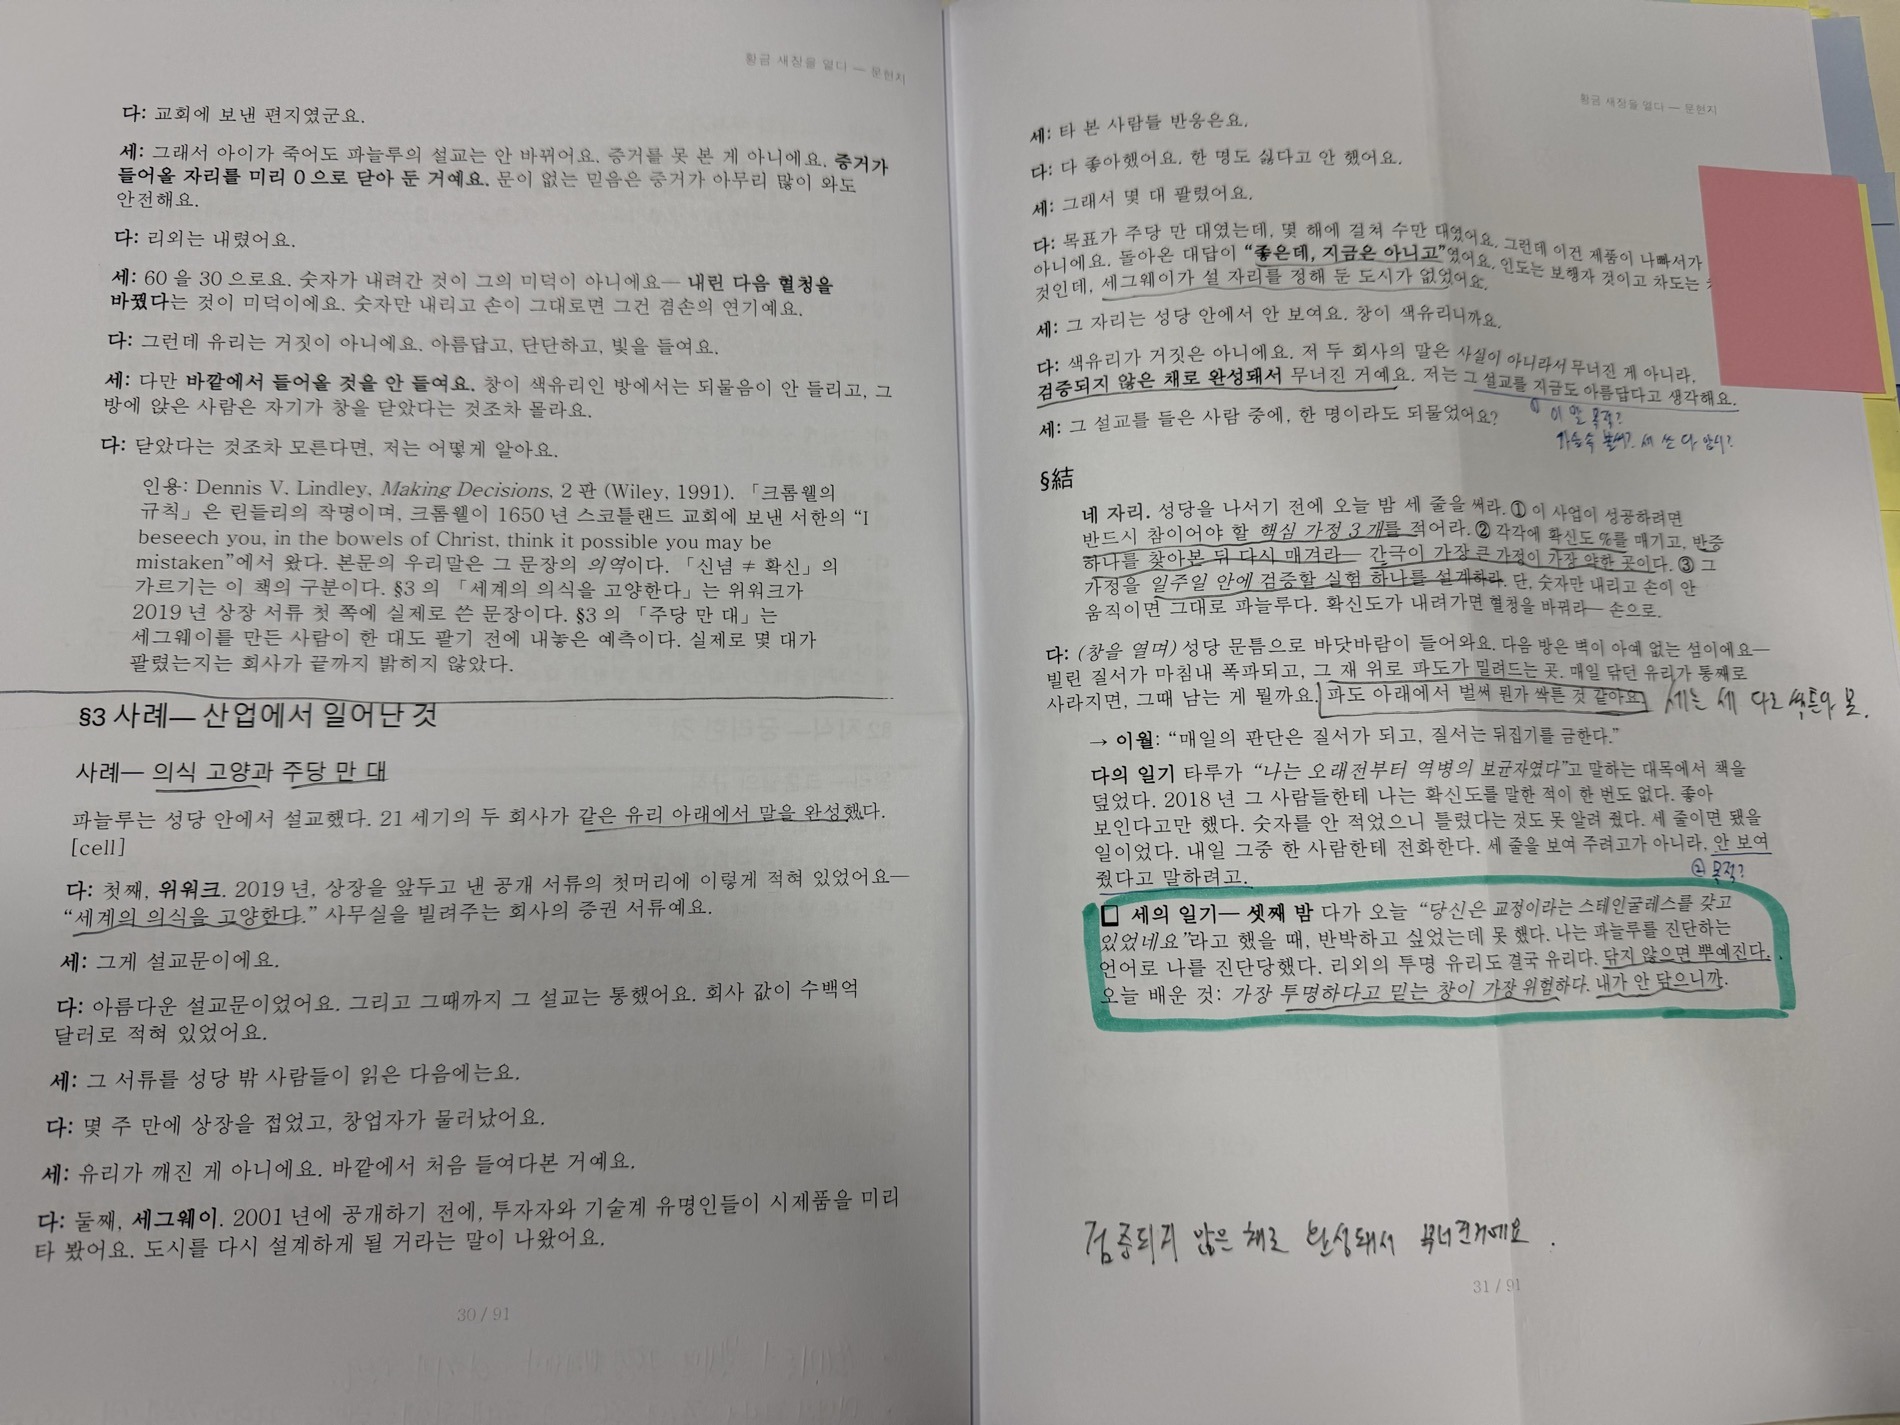 황금 새장을 열다 — 문현지
다: 교회에 보낸 편지였군요.
세: 그래서 아이가 죽어도 파늘루의 설교는 안 바뀌어요. 증거를 못 본 게 아니에요. 증거가
들어올 자리를 미리 0으로 닫아 둔 거예요. 문이 없는 믿음은 증거가 아무리 많이 와도
안전해요.
다: 리외는 내렸어요.
세: 60을 30으로요. 숫자가 내려간 것이 그의 미덕이 아니에요— 내린 다음 혈청을
바꿨다는 것이 미덕이에요. 숫자만 내리고 손이 그대로면 그건 겸손의 연기예요.
다: 그런데 유리는 거짓이 아니에요. 아름답고, 단단하고, 빛을 들여요.
세: 다만 바깥에서 들어올 것을 안 들여요. 창이 색유리인 방에서는 되물음이 안 들리고, 그
방에 앉은 사람은 자기가 창을 닫았다는 것조차 몰라요.
다: 닫았다는 것조차 모른다면, 저는 어떻게 알아요.
인용: Dennis V. Lindley, Making Decisions, 2판 (Wiley, 1991). 「크롬웰의
규칙」은 린들리의 작명이며, 크롬웰이 1650년 스코틀랜드 교회에 보낸 서한의 “I
beseech you, in the bowels of Christ, think it possible you may be
mistaken”에서 왔다. 본문의 우리말은 그 문장의 의역이다. 「신념 ≠ 확신」의
가르기는 이 책의 구분이다. §3의 「세계의 의식을 고양한다」는 위워크가
2019년 상장 서류 첫 쪽에 실제로 쓴 문장이다. §3의 「주당 만 대」는
세그웨이를 만든 사람이 한 대도 팔기 전에 내놓은 예측이다. 실제로 몇 대가
팔렸는지는 회사가 끝까지 밝히지 않았다.
§3 사례— 산업에서 일어난 것
사례— 의식 고양과 주당 만 대
파늘루는 성당 안에서 설교했다. 21세기의 두 회사가 같은 유리 아래에서 말을 완성했다.
[cell]
다: 첫째, 위워크. 2019년, 상장을 앞두고 낸 공개 서류의 첫머리에 이렇게 적혀 있었어요—
“세계의 의식을 고양한다.” 사무실을 빌려주는 회사의 증권 서류예요.
세: 그게 설교문이에요.
다: 아름다운 설교문이었어요. 그리고 그때까지 그 설교는 통했어요. 회사 값이 수백억
달러로 적혀 있었어요.
세: 그 서류를 성당 밖 사람들이 읽은 다음에는요.
다: 몇 주 만에 상장을 접었고, 창업자가 물러났어요.
세: 유리가 깨진 게 아니에요. 바깥에서 처음 들여다본 거예요.
다: 둘째, 세그웨이. 2001년에 공개하기 전에, 투자자와 기술계 유명인들이 시제품을 미리
타 봤어요. 도시를 다시 설계하게 될 거라는 말이 나왔어요.
30 / 91
황금 새장을 열다 — 문현지
세: 타 본 사람들 반응은요.
다: 다 좋아했어요. 한 명도 싫다고 안 했어요.
세: 그래서 몇 대 팔렸어요.
다: 목표가 주당 만 대였는데, 몇 해에 걸쳐 수만 대였어요. 그런데 이건 제품이 나빠서가
아니에요. 돌아온 대답이 “좋은데, 지금은 아니고”였어요. 인도는 보행자 것이고 차도는
것인데, 세그웨이가 설 자리를 정해 둔 도시가 없었어요.
세: 그 자리는 성당 안에서 안 보여요. 창이 색유리니까요.
다: 색유리가 거짓은 아니에요. 저 두 회사의 말은 사실이 아니라서 무너진 게 아니라,
검증되지 않은 채로 완성돼서 무너진 거예요. 저는 그 설교를 지금도 아름답다고 생각해요.
① 이 말 목적?
세: 그 설교를 들은 사람 중에, 한 명이라도 되물었어요?
§結
네 자리. 성당을 나서기 전에 오늘 밤 세 줄을 써라. ① 이 사업이 성공하려면
반드시 참이어야 할 핵심 가정 3개를 적어라. ② 각각에 확신도 %를 매기고, 반증
하나를 찾아본 뒤 다시 매겨라— 간극이 가장 큰 가정이 가장 약한 곳이다. ③ 그
가정을 일주일 안에 검증할 실험 하나를 설계하라. 단, 숫자만 내리고 손이 안
움직이면 그대로 파늘루다. 확신도가 내려가면 혈청을 바꿔라— 손으로.
다: (창을 열며) 성당 문틈으로 바닷바람이 들어와요. 다음 방은 벽이 아예 없는 섬이에요—
빌린 질서가 마침내 폭파되고, 그 재 위로 파도가 밀려드는 곳. 매일 닦던 유리가 통째로
사라지면, 그때 남는 게 뭘까요. 파도 아래에서 벌써 뭔가 싹튼 것 같아요.
→ 이월: “매일의 판단은 질서가 되고, 질서는 뒤집기를 금한다.”
다의 일기 타루가 “나는 오래전부터 역병의 보균자였다”고 말하는 대목에서 책을
덮었다. 2018년 그 사람들한테 나는 확신도를 말한 적이 한 번도 없다. 좋아
보인다고만 했다. 숫자를 안 적었으니 틀렸다는 것도 못 알려 줬다. 세 줄이면 됐을
일이었다. 내일 그중 한 사람한테 전화한다. 세 줄을 보여 주려고가 아니라, 안 보여
줬다고 말하려고.
② 목적?
□ 세의 일기— 셋째 밤 다가 오늘 “당신은 교정이라는 스테인글레스를 갖고
있었네요”라고 했을 때, 반박하고 싶었는데 못 했다. 나는 파늘루를 진단하는
언어로 나를 진단당했다. 리외의 투명 유리도 결국 유리다. 닦지 않으면 뿌예진다.
오늘 배운 것: 가장 투명하다고 믿는 창이 가장 위험하다. 내가 안 닦으니까.
검증되지 않은 채로 완성돼서 무너진거에요.
31 / 91